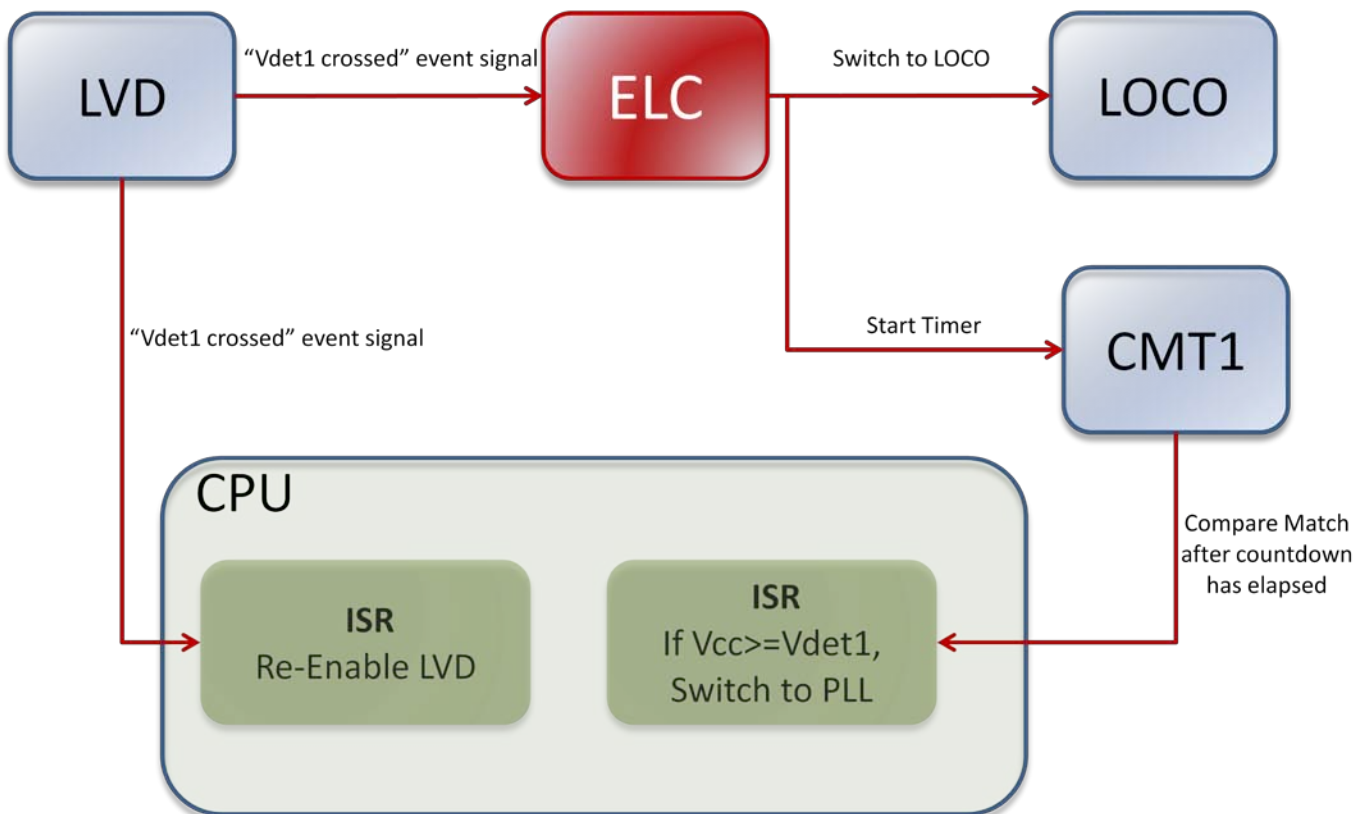 LVD
“Vdet1 crossed” event signal
ELC
Switch to LOCO
LOCO
“Vdet1 crossed” event signal
Start Timer
CMT1
CPU
Compare Match
after countdown
has elapsed
ISR
Re-Enable LVD
ISR
If Vcc>=Vdet1,
Switch to PLL